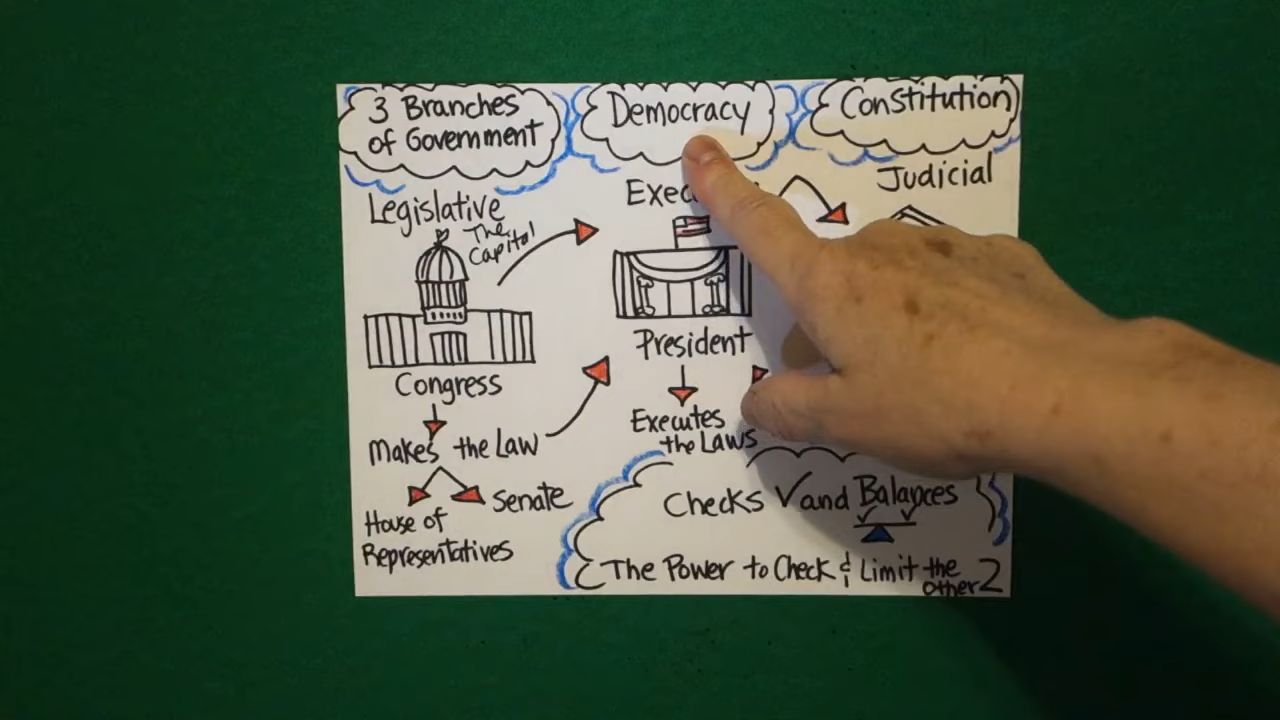 3 Branches
of Government
Democracy
Constitution
Legislative
The
Capitol
Congress
Makes the Law
House of
Representatives
Senate
President
Executes
the Laws
Judicial
Checks and Balances
The Power to Check & Limit the
other 2